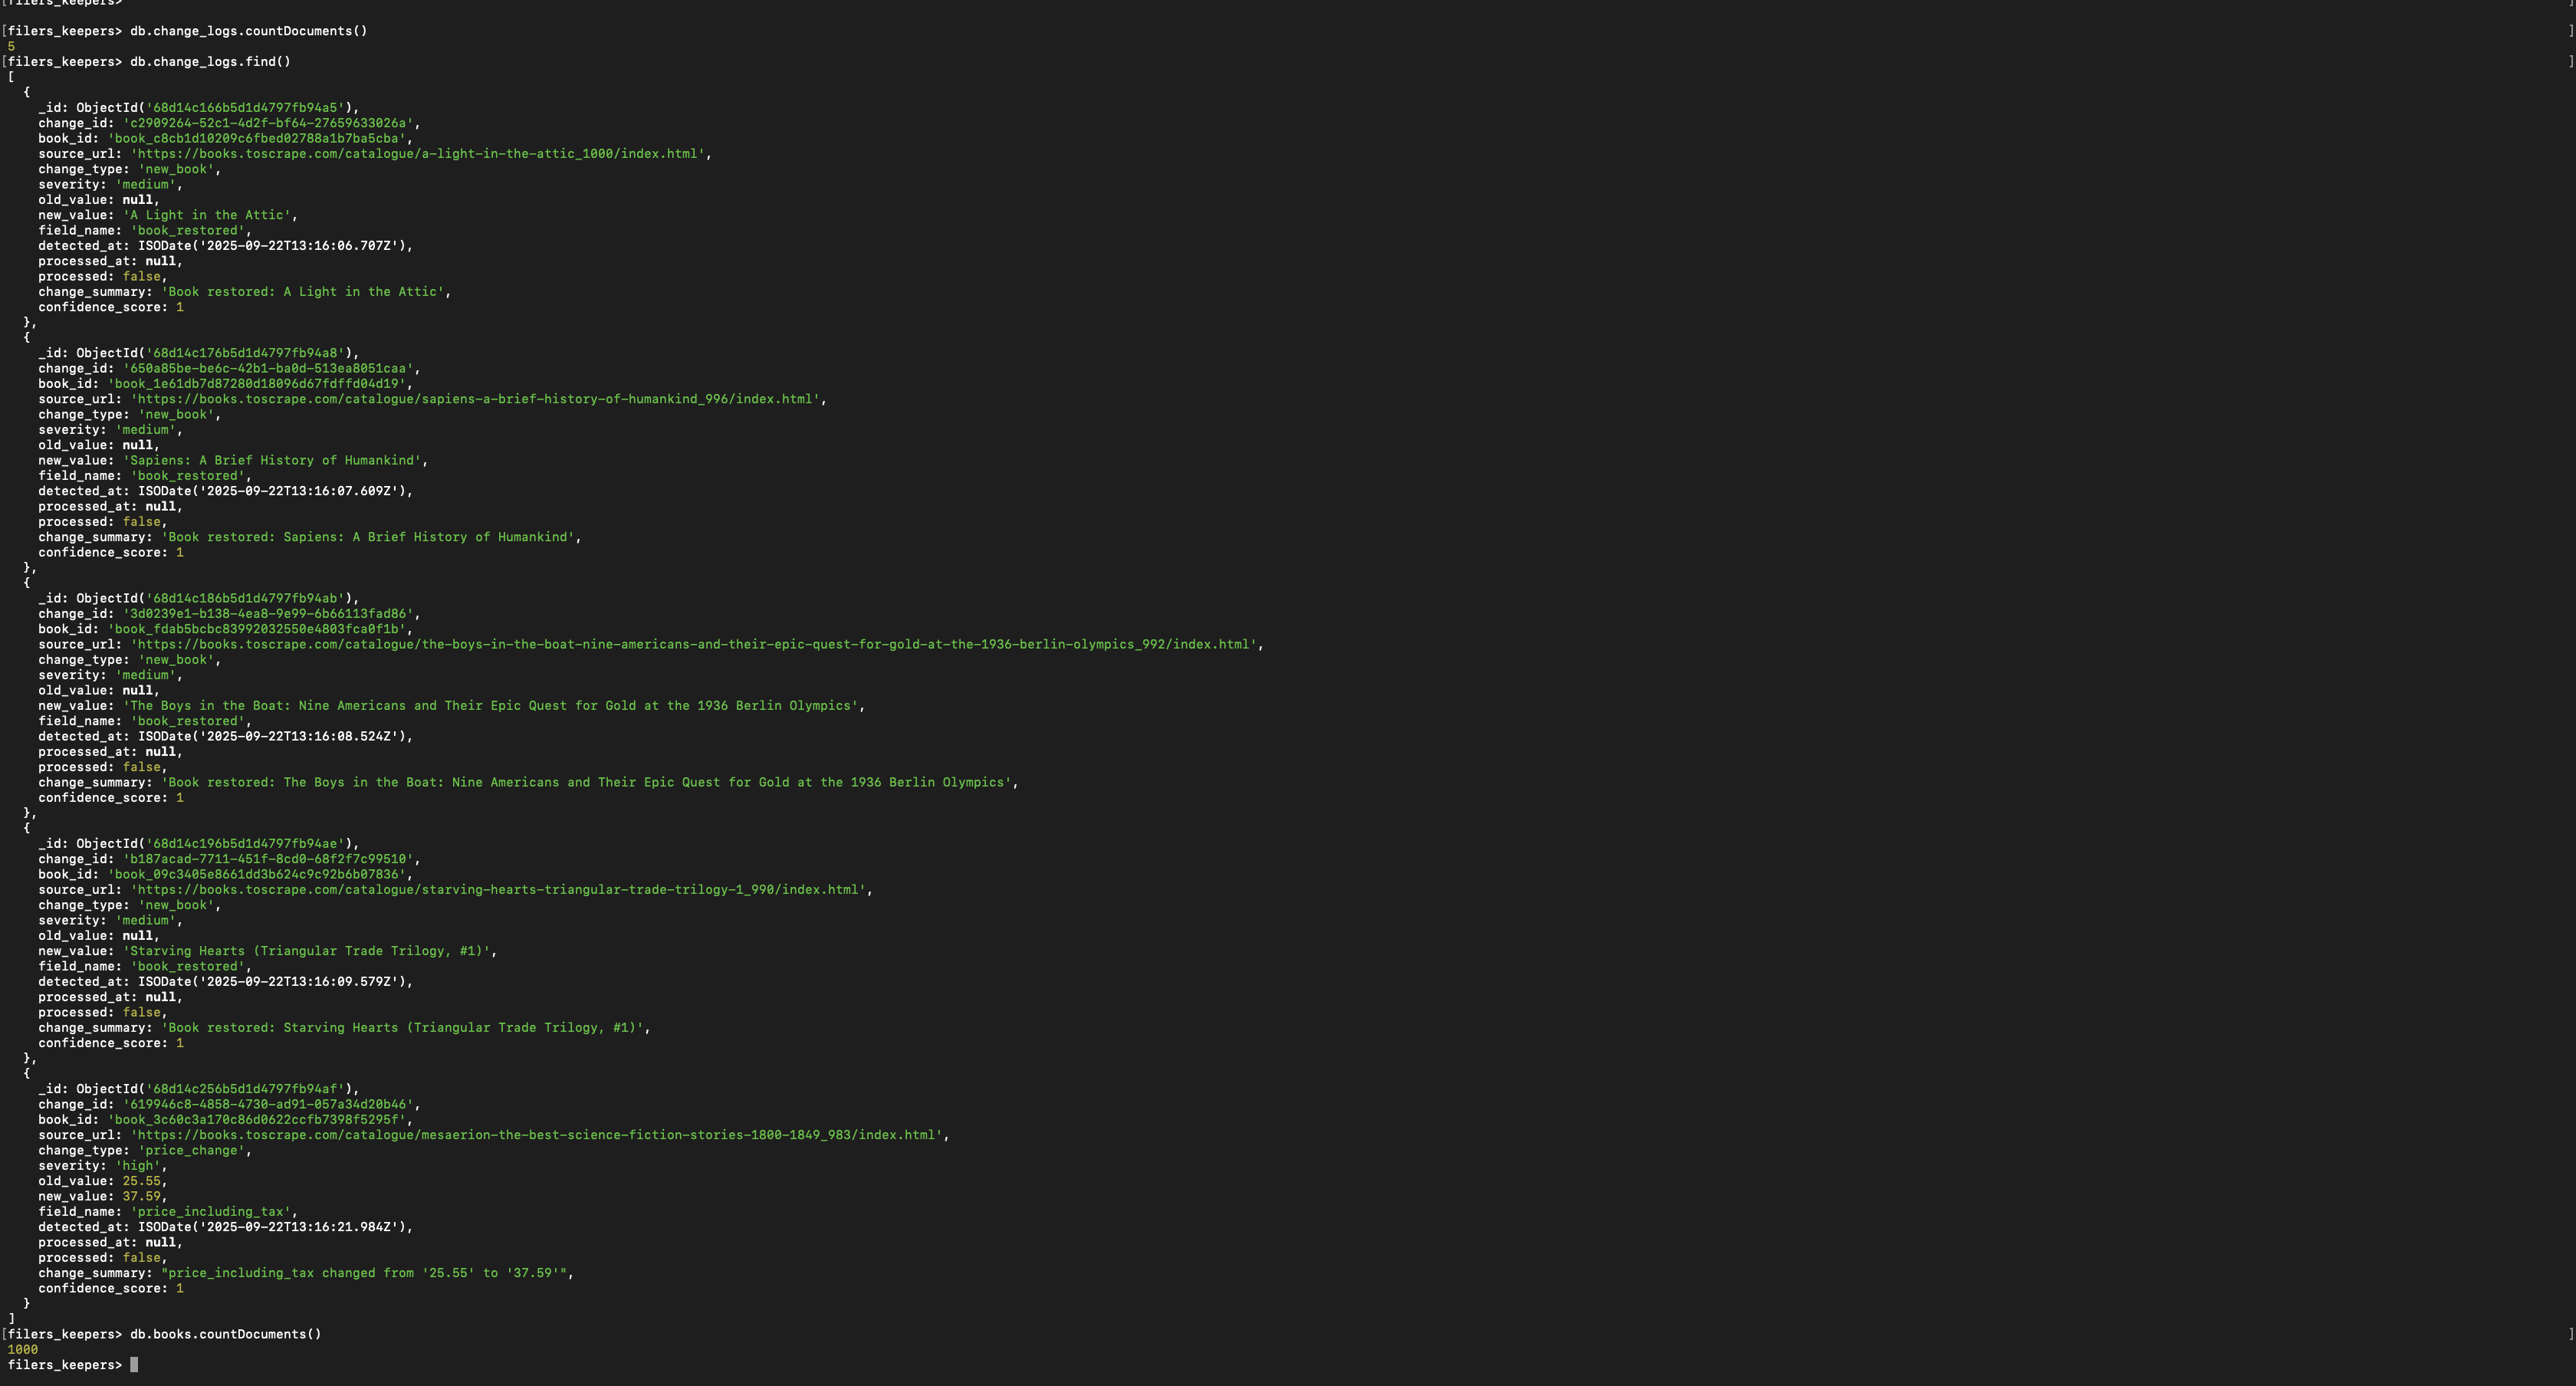 [filers_keepers>
[filers_keepers> db.change_logs.countDocuments() ]
5
[filers_keepers> db.change_logs.find() ]
[
  {
    _id: ObjectId('68d14c166b5d1d4797fb94a5'),
    change_id: 'c2909264-52c1-4d2f-bf64-27659633026a',
    book_id: 'book_c8cb1d10209c6fbed02788a1b7ba5cba',
    source_url: 'https://books.toscrape.com/catalogue/a-light-in-the-attic_1000/index.html',
    change_type: 'new_book',
    severity: 'medium',
    old_value: null,
    new_value: 'A Light in the Attic',
    field_name: 'book_restored',
    detected_at: ISODate('2025-09-22T13:16:06.707Z'),
    processed_at: null,
    processed: false,
    change_summary: 'Book restored: A Light in the Attic',
    confidence_score: 1
  },
  {
    _id: ObjectId('68d14c176b5d1d4797fb94a8'),
    change_id: '650a85be-be6c-42b1-ba0d-513ea8051caa',
    book_id: 'book_1e61db7d87280d18096d67fdffd04d19',
    source_url: 'https://books.toscrape.com/catalogue/sapiens-a-brief-history-of-humankind_996/index.html',
    change_type: 'new_book',
    severity: 'medium',
    old_value: null,
    new_value: 'Sapiens: A Brief History of Humankind',
    field_name: 'book_restored',
    detected_at: ISODate('2025-09-22T13:16:07.609Z'),
    processed_at: null,
    processed: false,
    change_summary: 'Book restored: Sapiens: A Brief History of Humankind',
    confidence_score: 1
  },
  {
    _id: ObjectId('68d14c186b5d1d4797fb94ab'),
    change_id: '3d0239e1-b138-4ea8-9e99-6b66113fad86',
    book_id: 'book_fdab5bcbc83992032550e4803fca0f1b',
    source_url: 'https://books.toscrape.com/catalogue/the-boys-in-the-boat-nine-americans-and-their-epic-quest-for-gold-at-the-1936-berlin-olympics_992/index.html',
    change_type: 'new_book',
    severity: 'medium',
    old_value: null,
    new_value: 'The Boys in the Boat: Nine Americans and Their Epic Quest for Gold at the 1936 Berlin Olympics',
    field_name: 'book_restored',
    detected_at: ISODate('2025-09-22T13:16:08.524Z'),
    processed_at: null,
    processed: false,
    change_summary: 'Book restored: The Boys in the Boat: Nine Americans and Their Epic Quest for Gold at the 1936 Berlin Olympics',
    confidence_score: 1
  },
  {
    _id: ObjectId('68d14c196b5d1d4797fb94ae'),
    change_id: 'b187acad-7711-451f-8cd0-68f2f7c99510',
    book_id: 'book_09c3405e8661dd3b624c9c92b6b07836',
    source_url: 'https://books.toscrape.com/catalogue/starving-hearts-triangular-trade-trilogy-1_990/index.html',
    change_type: 'new_book',
    severity: 'medium',
    old_value: null,
    new_value: 'Starving Hearts (Triangular Trade Trilogy, #1)',
    field_name: 'book_restored',
    detected_at: ISODate('2025-09-22T13:16:09.579Z'),
    processed_at: null,
    processed: false,
    change_summary: 'Book restored: Starving Hearts (Triangular Trade Trilogy, #1)',
    confidence_score: 1
  },
  {
    _id: ObjectId('68d14c256b5d1d4797fb94af'),
    change_id: '619946c8-4858-4730-ad91-057a34d20b46',
    book_id: 'book_3c60c3a170c86d0622ccfb7398f5295f',
    source_url: 'https://books.toscrape.com/catalogue/mesaerion-the-best-science-fiction-stories-1800-1849_983/index.html',
    change_type: 'price_change',
    severity: 'high',
    old_value: 25.55,
    new_value: 37.59,
    field_name: 'price_including_tax',
    detected_at: ISODate('2025-09-22T13:16:21.984Z'),
    processed_at: null,
    processed: false,
    change_summary: "price_including_tax changed from '25.55' to '37.59'",
    confidence_score: 1
  }
]
[filers_keepers> db.books.countDocuments() ]
1000
filers_keepers>